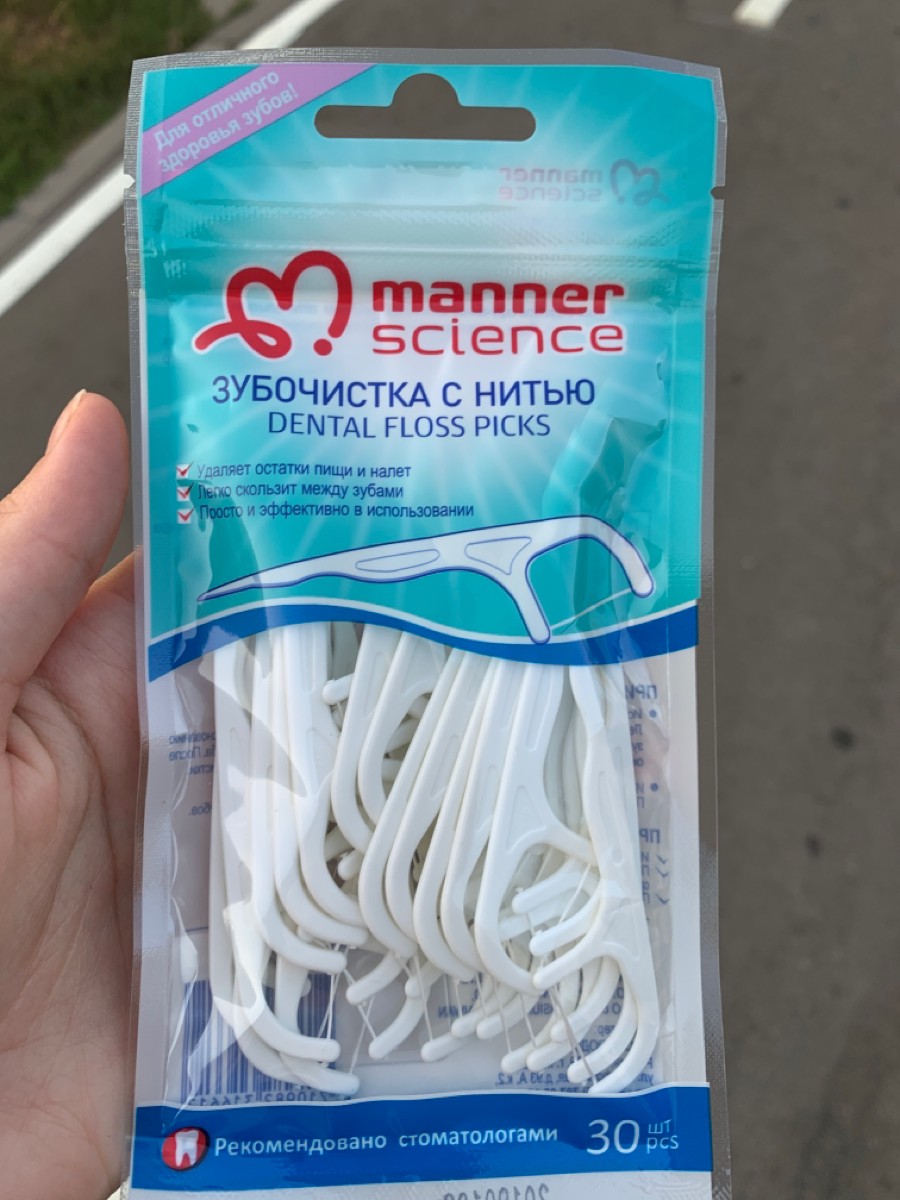 Для отличного
здоровья зубов!
manner
science
manner
science
ЗУБОЧИСТКА С НИТЬЮ
DENTAL FLOSS PICKS
Удаляет остатки пищи и налет
Легко скользит между зубами
Просто и эффективно в использовании
Рекомендовано стоматологами
30 шт
pcs